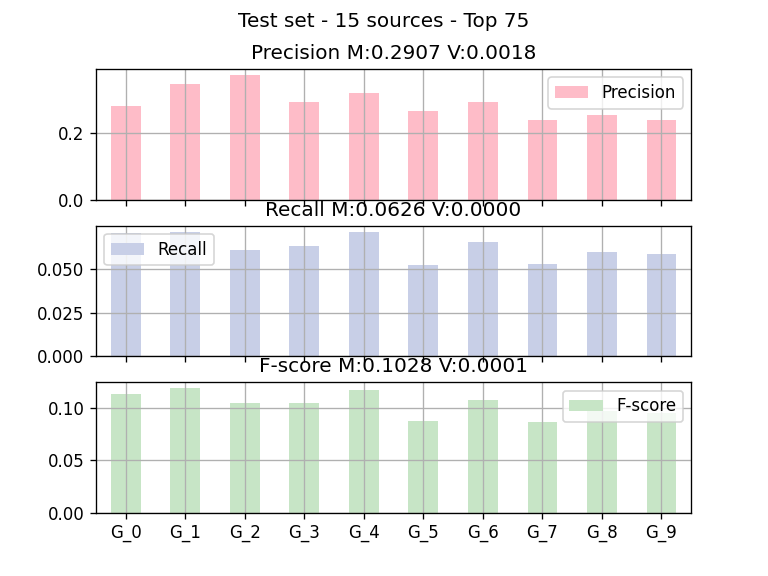 Test set - 15 sources - Top 75
Precision M:0.2907 V:0.0018
Precision
0.2
0.0
Recall M:0.0626 V:0.0000
Recall
0.050
0.025
0.000
F-score M:0.1028 V:0.0001
F-score
0.10
0.05
0.00
G_0 G_1 G_2 G_3 G_4 G_5 G_6 G_7 G_8 G_9